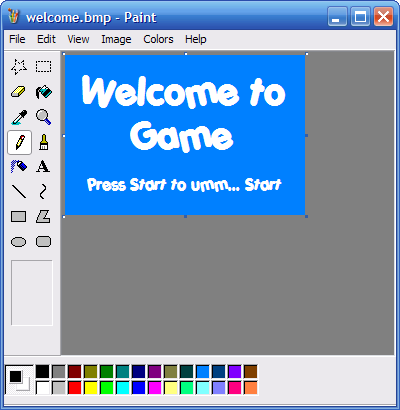 welcome.bmp - Paint
File Edit View Image Colors Help
Welcome to
Game
Press Start to umm... Start
A